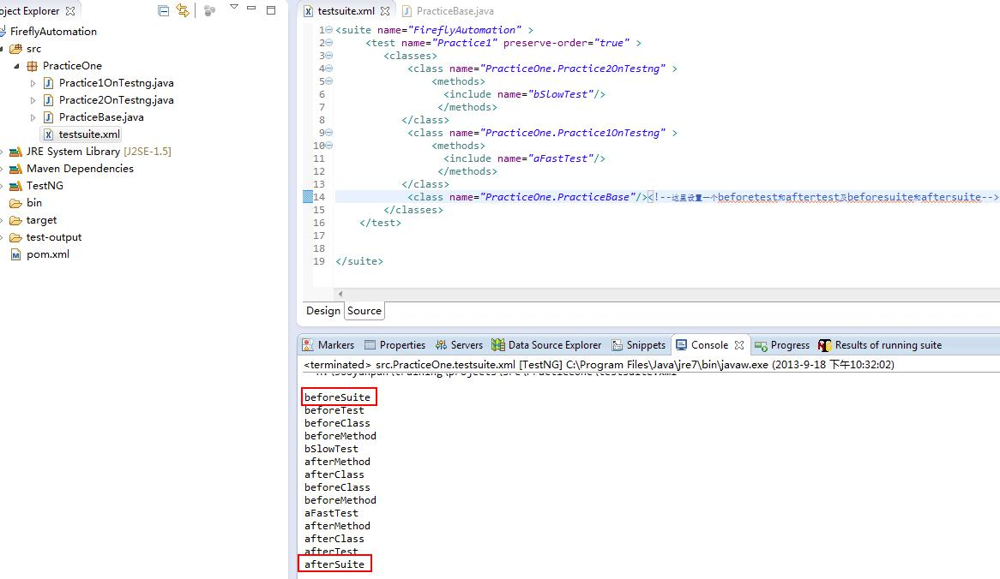 oject Explorer
FireflyAutomation
src
PracticeOne
Practice1OnTestng.java
Practice2OnTestng.java
PracticeBase.java
testsuite.xml
JRE System Library [J2SE-1.5]
Maven Dependencies
TestNG
bin
target
test-output
pom.xml
testsuite.xml PracticeBase.java
1 <suite name="FireflyAutomation" >
2 <test name="Practice1" preserve-order="true" >
3 <classes>
4 <class name="PracticeOne.Practice2OnTestng" >
5 <methods>
6 <include name="bSlowTest"/>
7 </methods>
8 </class>
9 <class name="PracticeOne.Practice1OnTestng" >
10 <methods>
11 <include name="aFastTest"/>
12 </methods>
13 </class>
14 <class name="PracticeOne.PracticeBase"/><!--这里设置一个beforetest和aftertest及beforesuite和aftersuite-->
15 </classes>
16 </test>
17
18
19 </suite>
Design Source
Markers Properties Servers Data Source Explorer Snippets Console Progress Results of running suite
<terminated> src.PracticeOne.testsuite.xml [TestNG] C:\Program Files\Java\jre7\bin\javaw.exe (2013-9-18 下午10:32:02)
beforeSuite
beforeTest
beforeClass
beforeMethod
bSlowTest
afterMethod
afterClass
beforeClass
beforeMethod
aFastTest
afterMethod
afterClass
afterTest
afterSuite